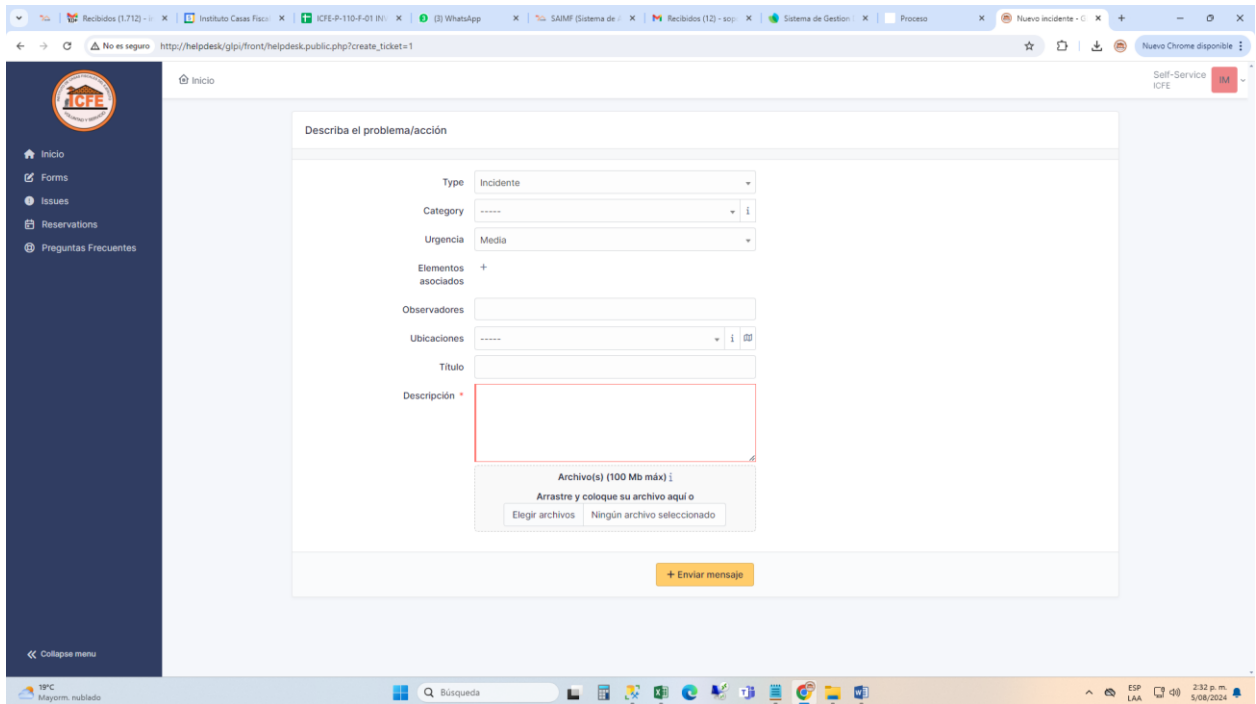 Recibidos (1.712) - in
Instituto Casas Fiscal
ICFE-P-110-F-01 INV
(3) WhatsApp
SAIMF (Sistema de A
Recibidos (12) - sopo
Sistema de Gestion
Proceso
Nuevo incidente - G
No es seguro
http://helpdesk/glpi/front/helpdesk.public.php?create_ticket=1
Nuevo Chrome disponible
ICFE
Inicio
Self-Service
ICFE
IM
Inicio
Forms
Issues
Reservations
Preguntas Frecuentes
Describa el problema/acción
Type Incidente
Category -----
Urgencia Media
Elementos asociados +
Observadores
Ubicaciones -----
Título
Descripción *
Archivo(s) (100 Mb máx)
Arrastre y coloque su archivo aquí o
Elegir archivos Ningún archivo seleccionado
+ Enviar mensaje
Collapse menu
19°C
Mayorm. nublado
Búsqueda
ESP
LAA
2:32 p. m.
5/08/2024